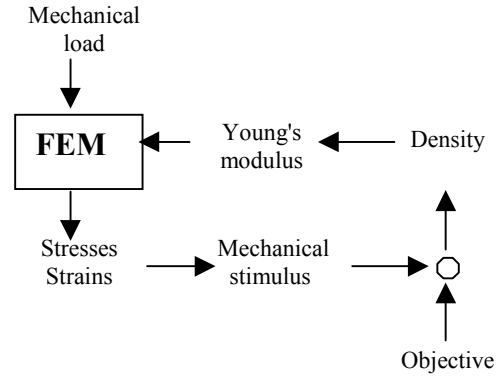 Mechanical
load
FEM
Young's
modulus
Density
Stresses
Strains
Mechanical
stimulus
Objective